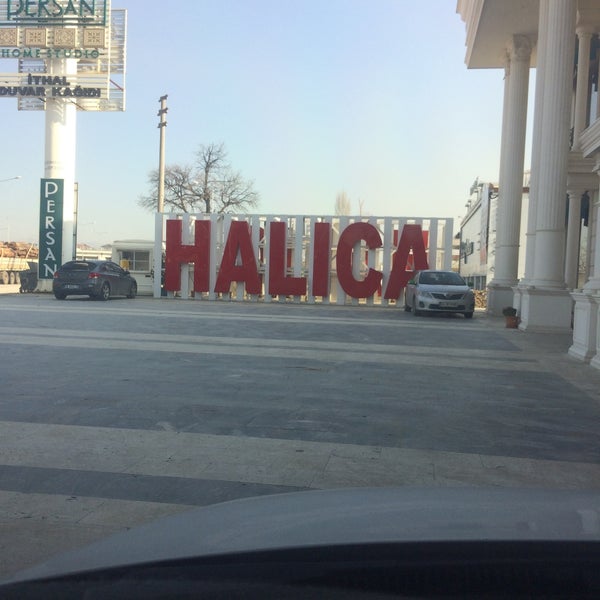 PERSAN
HOME STUDIO
İTHAL
DUVAR KAĞIDI
PERSAN
HALICA